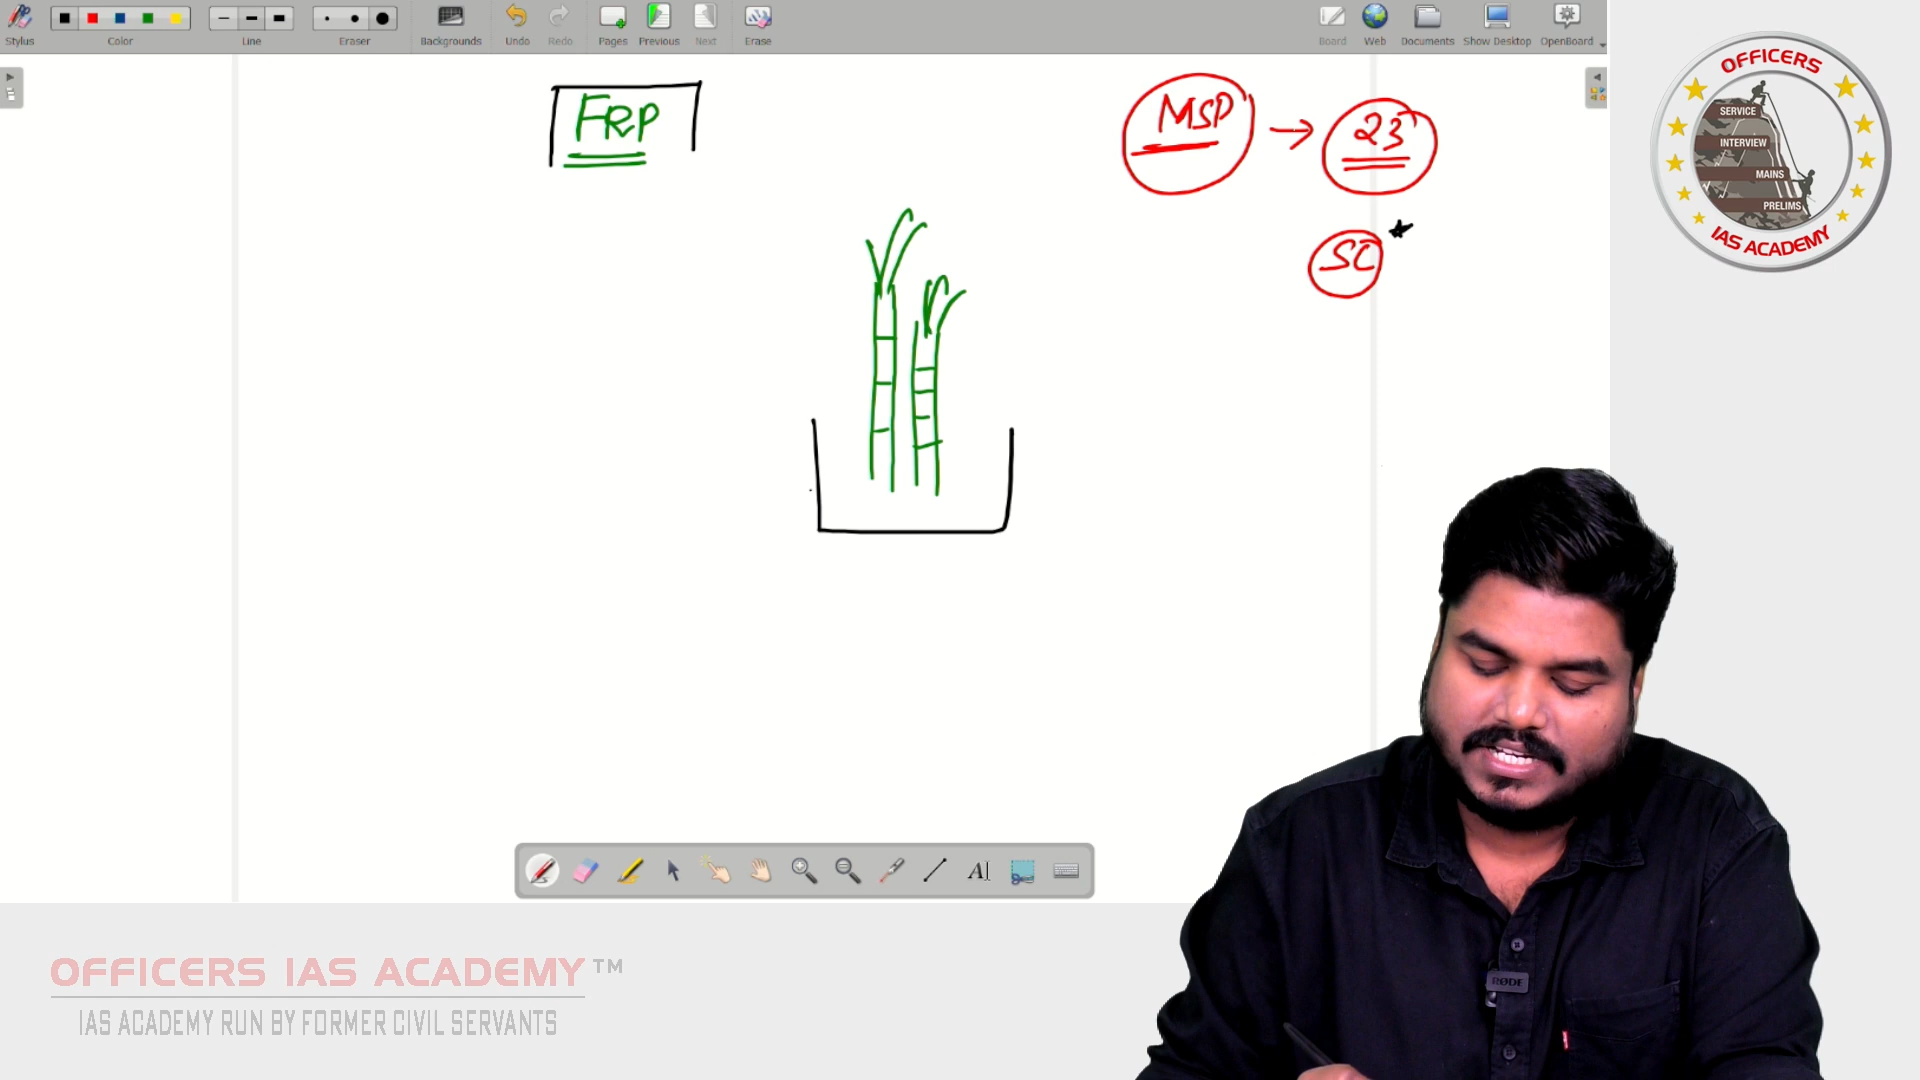 Stylus Color Line Eraser Backgrounds Undo Redo Pages Previous Next Erase Board Web Documents Show Desktop OpenBoard
FRP
MSP → 23
SC
AI
OFFICERS
SERVICE
INTERVIEW
MAINS
PRELIMS
IAS ACADEMY
RØDE
OFFICERS IAS ACADEMY™
IAS ACADEMY RUN BY FORMER CIVIL SERVANTS